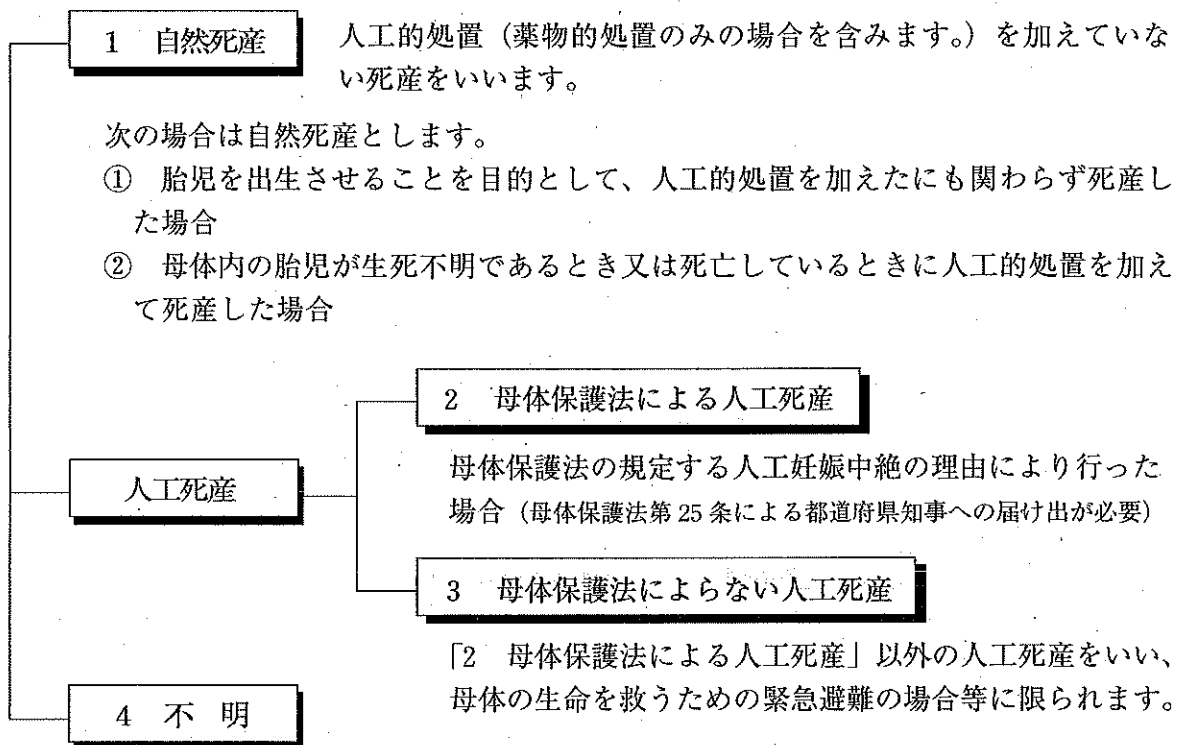 1 自然死産
人工的処置（薬物的処置のみの場合を含みます。）を加えていな
い死産をいいます。
次の場合は自然死産とします。
① 胎児を出生させることを目的として、人工的処置を加えたにも関わらず死産し
た場合
② 母体内の胎児が生死不明であるとき又は死亡しているときに人工的処置を加え
て死産した場合
2 母体保護法による人工死産
母体保護法の規定する人工妊娠中絶の理由により行った
場合（母体保護法第25条による都道府県知事への届け出が必要）
人工死産
3 母体保護法によらない人工死産
「2 母体保護法による人工死産」以外の人工死産をいい、
母体の生命を救うための緊急避難の場合等に限られます。
4 不明